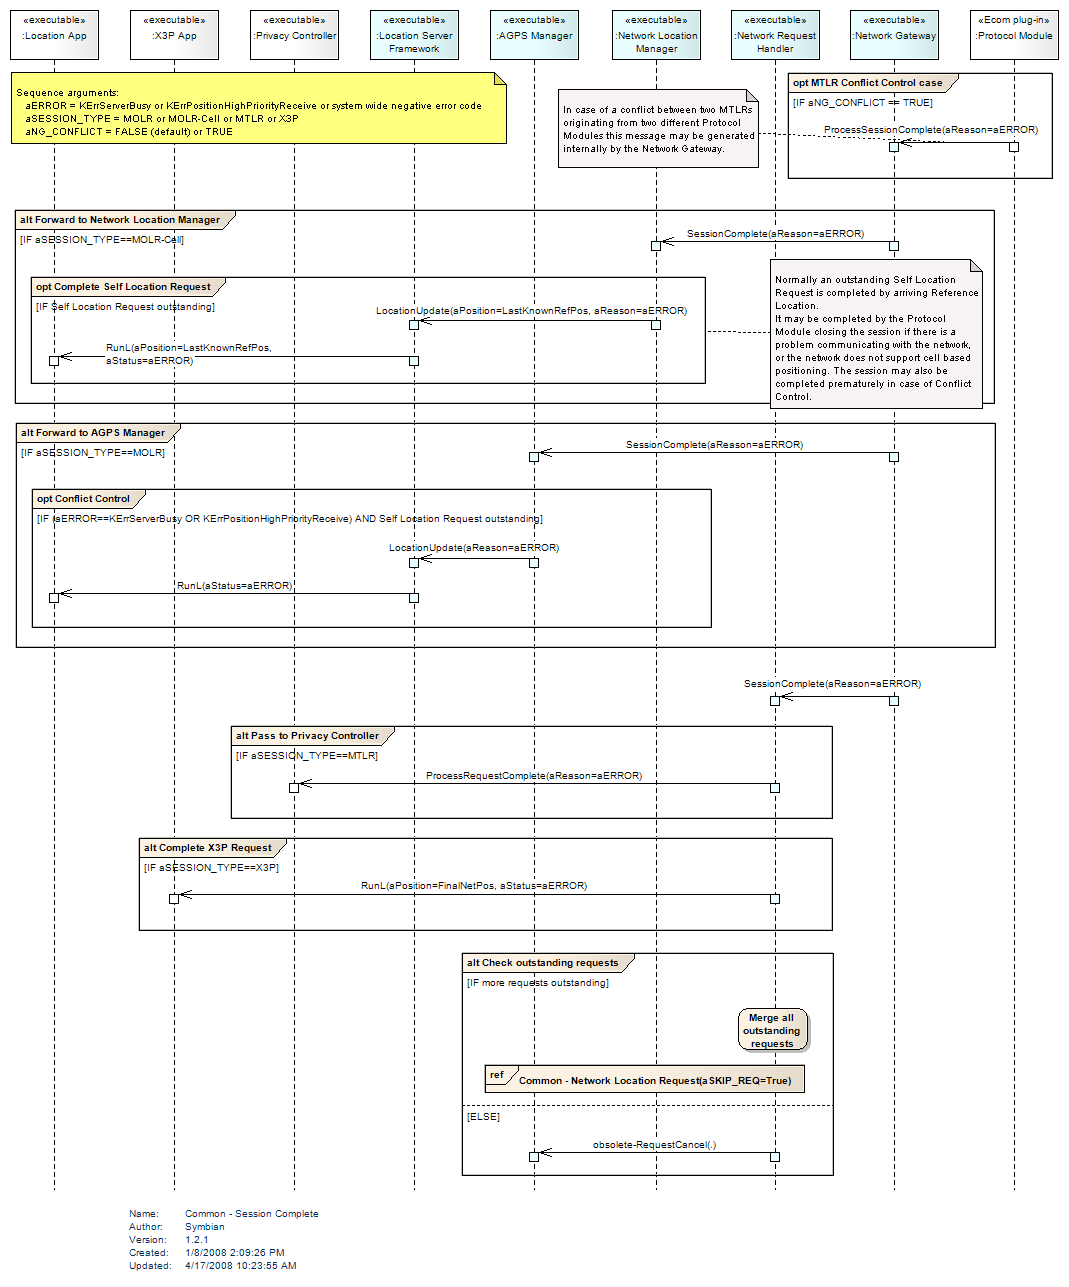 «executable»
:Location App
«executable»
:X3P App
«executable»
:Privacy Controller
«executable»
:Location Server
Framework
«executable»
:AGPS Manager
«executable»
:Network Location
Manager
«executable»
:Network Request
Handler
«executable»
:Network Gateway
«Ecom plug-in»
:Protocol Module
Sequence arguments:
aERROR = KErrServerBusy or KErrPositionHighPriorityReceive or system wide negative error code
aSESSION_TYPE = MOLR or MOLR-Cell or MTLR or X3P
aNG_CONFLICT = FALSE (default) or TRUE
In case of a conflict between two MTLRs
originating from two different Protocol
Modules this message may be generated
internally by the Network Gateway.
opt MTLR Conflict Control case
[IF aNG_CONFLICT == TRUE]
ProcessSessionComplete(aReason=aERROR)
alt Forward to Network Location Manager
[IF aSESSION_TYPE==MOLR-Cell]
SessionComplete(aReason=aERROR)
opt Complete Self Location Request
[IF Self Location Request outstanding]
LocationUpdate(aPosition=LastKnownRefPos, aReason=aERROR)
RunL(aPosition=LastKnownRefPos,
aStatus=aERROR)
Normally an outstanding Self Location
Request is completed by arriving Reference
Location.
It may be completed by the Protocol
Module closing the session if there is a
problem communicating with the network,
or the network does not support cell based
positioning. The session may also be
completed prematurely in case of Conflict
Control.
alt Forward to AGPS Manager
[IF aSESSION_TYPE==MOLR]
SessionComplete(aReason=aERROR)
opt Conflict Control
[IF (aERROR==KErrServerBusy OR KErrPositionHighPriorityReceive) AND Self Location Request outstanding]
LocationUpdate(aReason=aERROR)
RunL(aStatus=aERROR)
SessionComplete(aReason=aERROR)
alt Pass to Privacy Controller
[IF aSESSION_TYPE==MTLR]
ProcessRequestComplete(aReason=aERROR)
alt Complete X3P Request
[IF aSESSION_TYPE==X3P]
RunL(aPosition=FinalNetPos, aStatus=aERROR)
alt Check outstanding requests
[IF more requests outstanding]
Merge all
outstanding
requests
ref
Common - Network Location Request(aSKIP_REQ=True)
[ELSE]
obsolete-RequestCancel(.)
Name: Common - Session Complete
Author: Symbian
Version: 1.2.1
Created: 1/8/2008 2:09:26 PM
Updated: 4/17/2008 10:23:55 AM